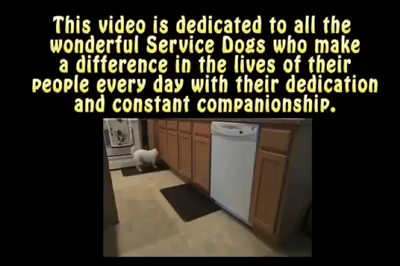 This video is dedicated to all the
wonderful Service Dogs who make
a difference in the lives of their
people every day with their dedication
and constant companionship.